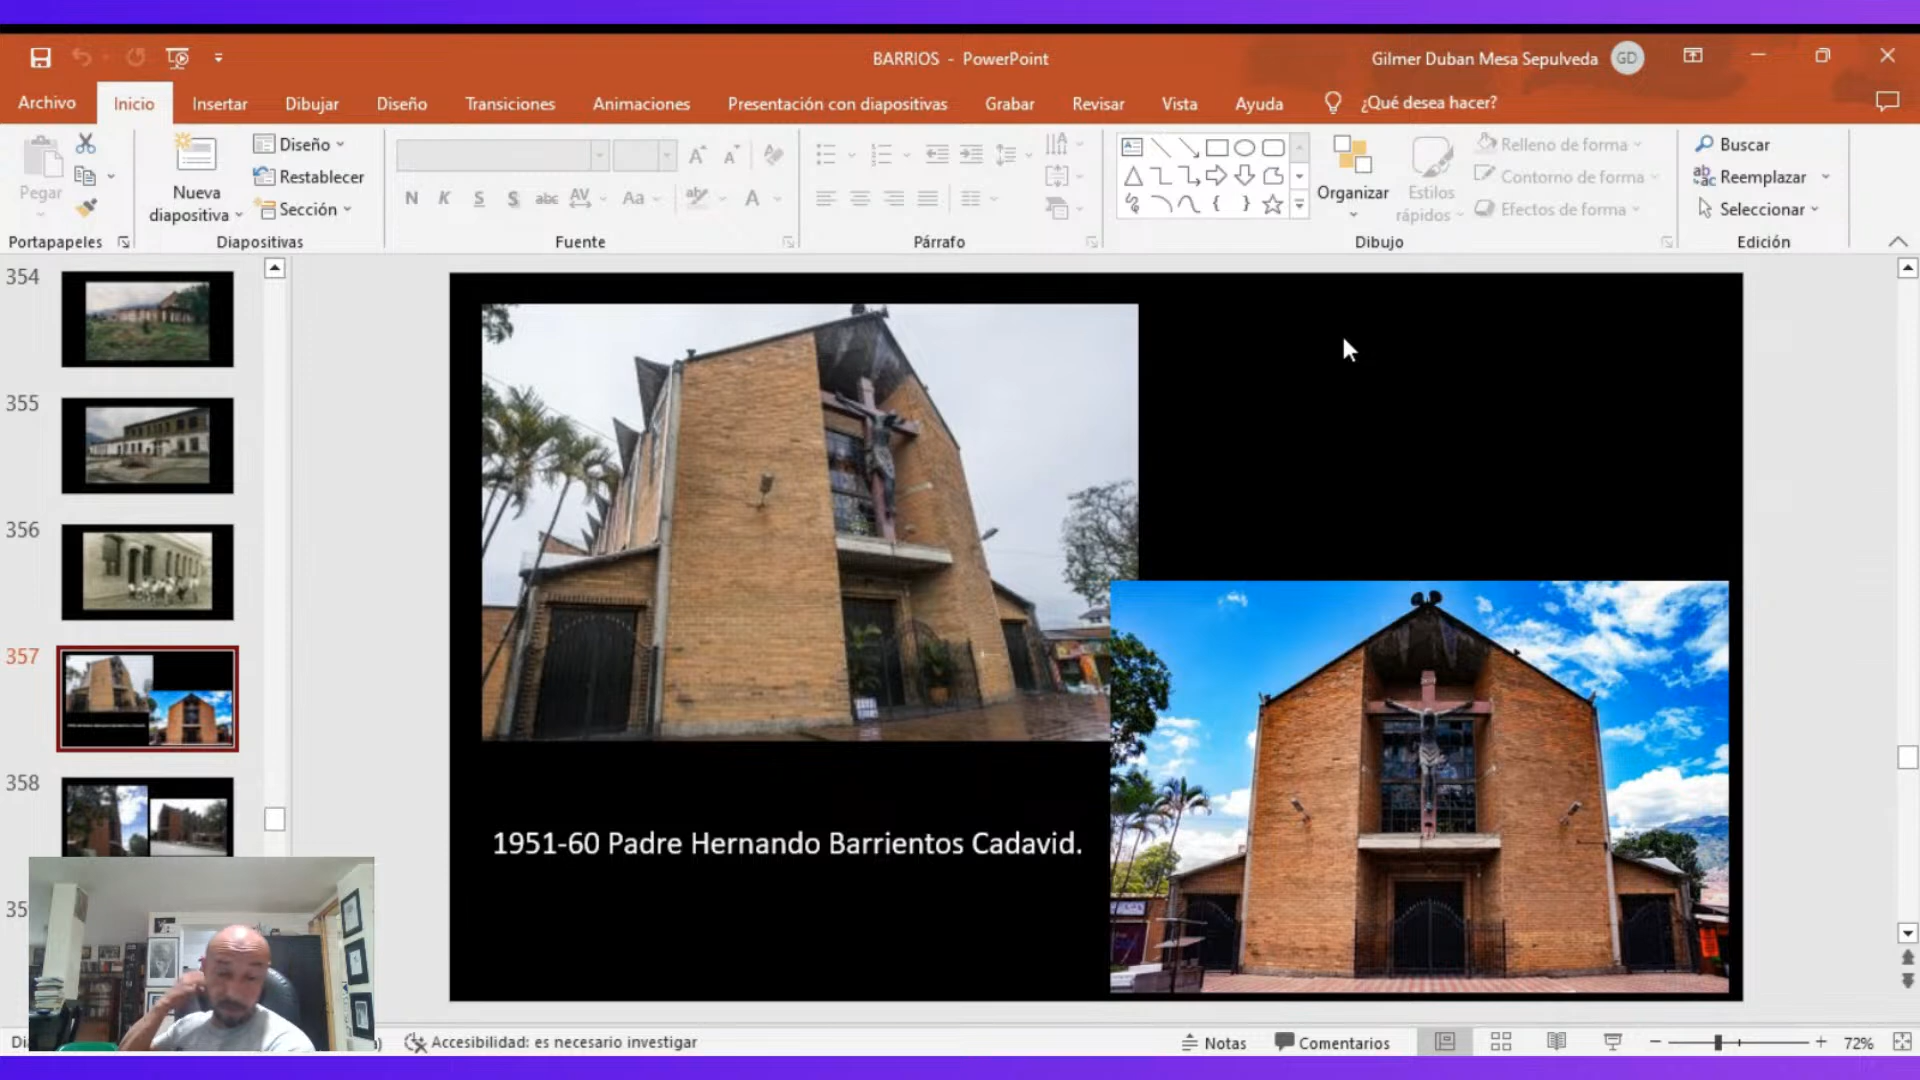 BARRIOS - PowerPoint
Gilmer Duban Mesa Sepulveda
GD
Archivo
Inicio
Insertar
Dibujar
Diseño
Transiciones
Animaciones
Presentación con diapositivas
Grabar
Revisar
Vista
Ayuda
¿Qué desea hacer?
Pegar
Portapapeles
Nueva
diapositiva
Diseño
Restablecer
Sección
Diapositivas
N K S S abc AV Aa A
Fuente
Párrafo
Organizar
Estilos
rápidos
Relleno de forma
Contorno de forma
Efectos de forma
Dibujo
Buscar
Reemplazar
Seleccionar
Edición
354
355
356
357
358
35
1951-60 Padre Hernando Barrientos Cadavid.
Accesibilidad: es necesario investigar
Notas
Comentarios
72%